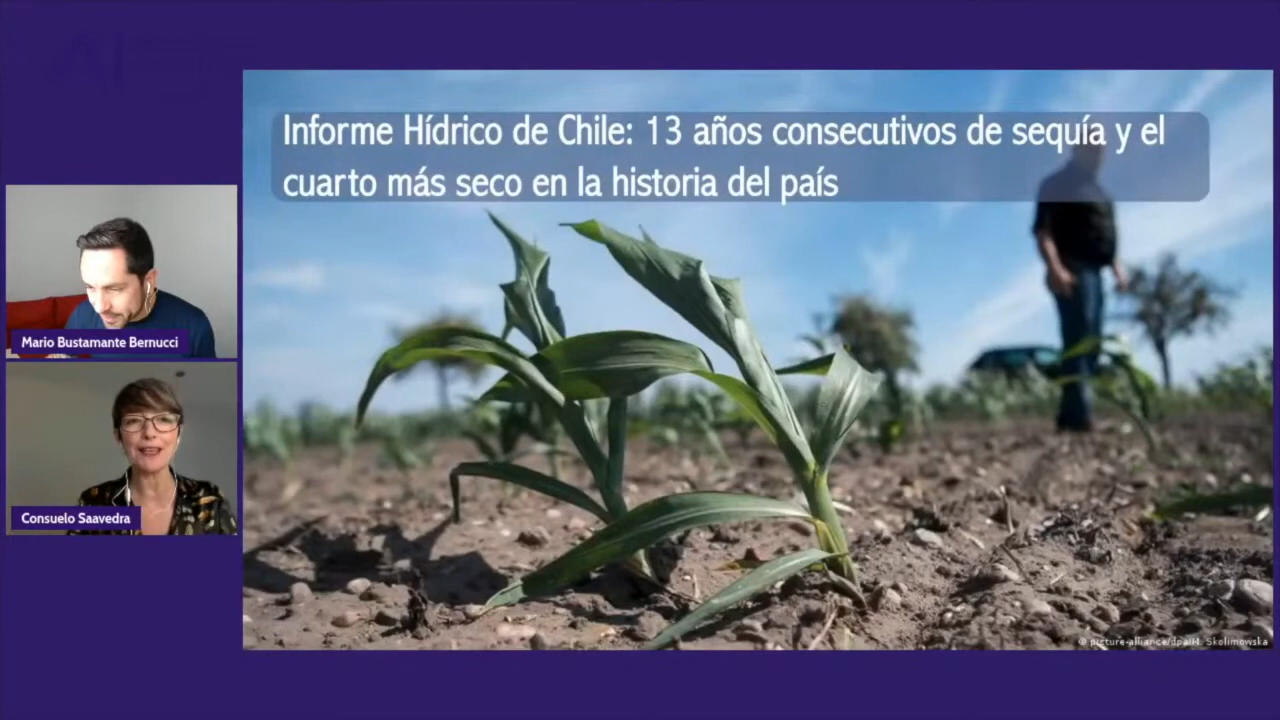 Informe Hídrico de Chile: 13 años consecutivos de sequía y el
cuarto más seco en la historia del país
Mario Bustamante Bernucci
Consuelo Saavedra
© picture-alliance/dpa/M. Skolimowska